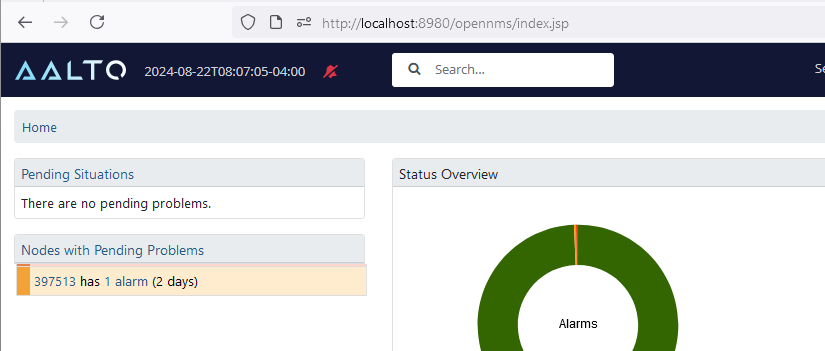 http://localhost:8980/opennms/index.jsp
AALTO 2024-08-22T08:07:05-04:00 Search... Se
Home
Pending Situations
There are no pending problems.
Nodes with Pending Problems
397513 has 1 alarm (2 days)
Status Overview
Alarms